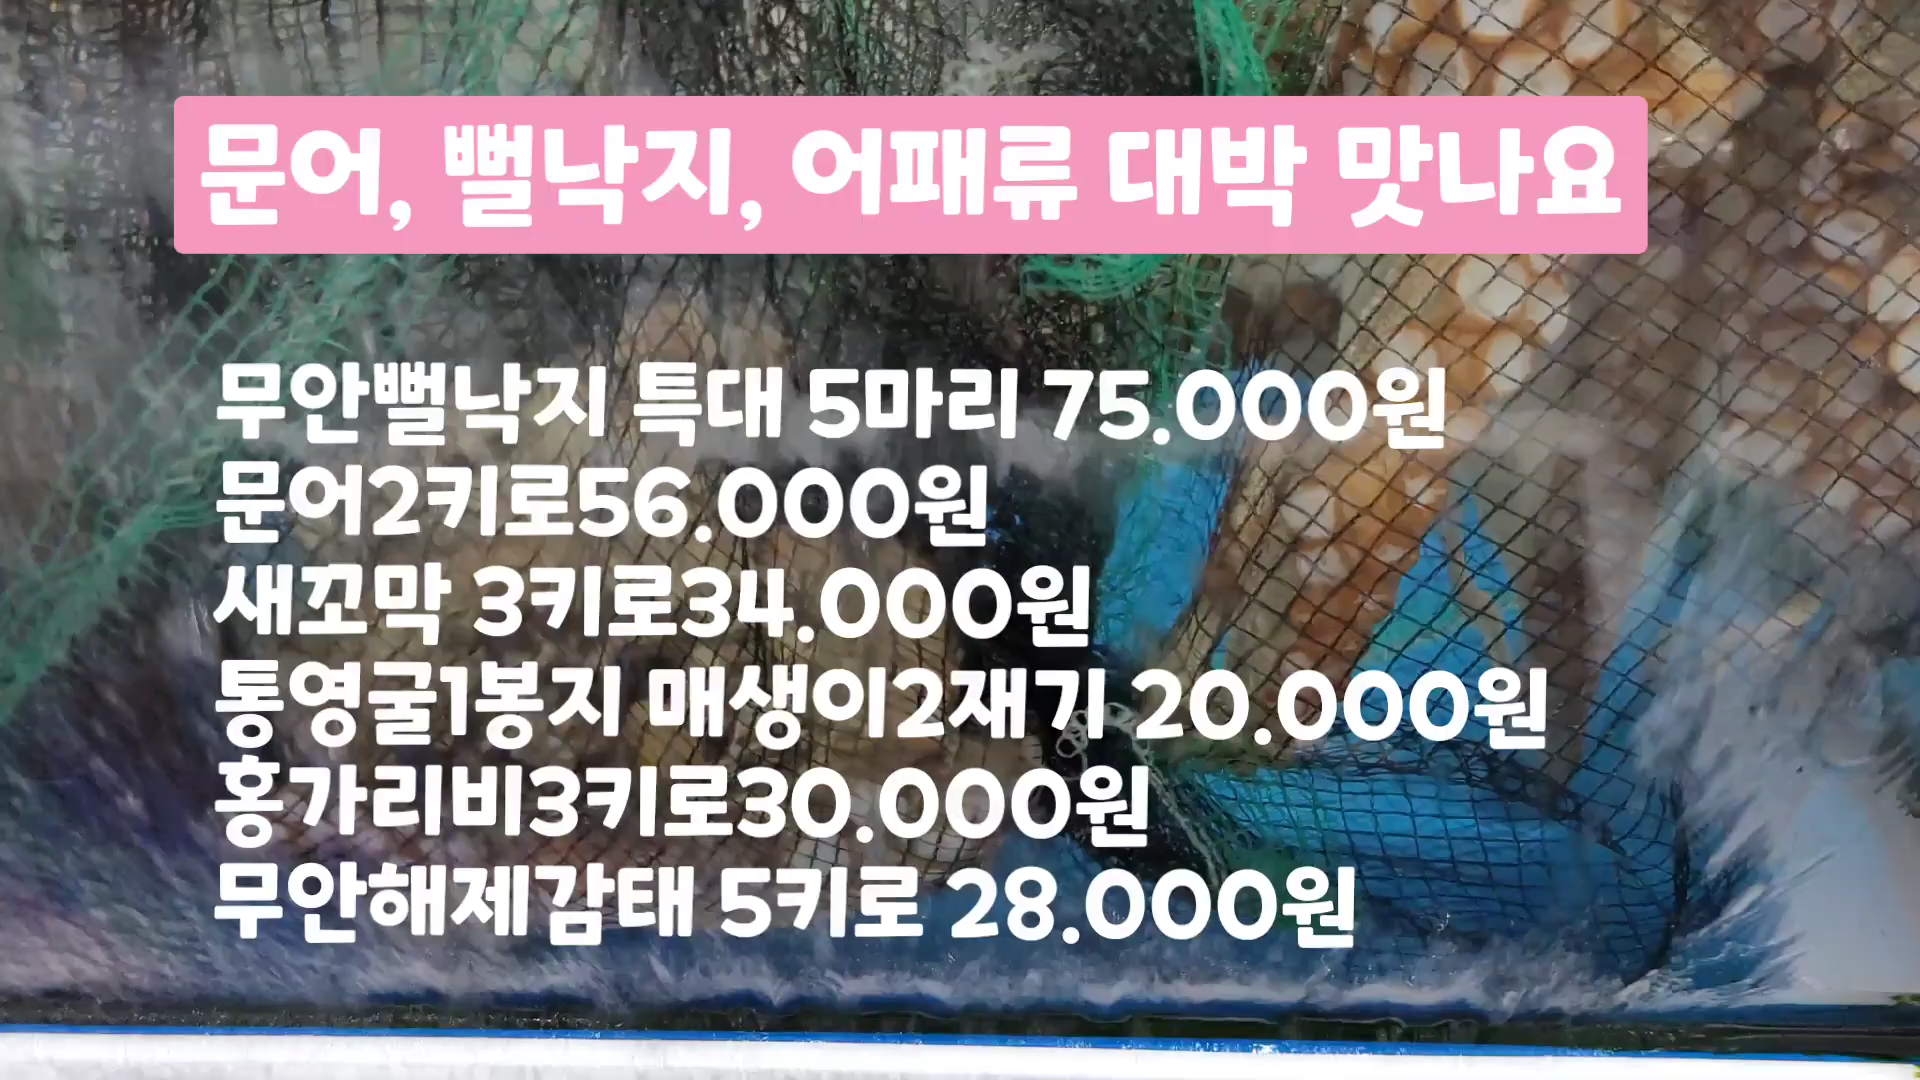 문어, 뻘낙지, 어패류 대박 맛나요
무안뻘낙지 특대 5마리 75.000원
문어2키로56.000원
새꼬막 3키로34.000원
통영굴1봉지 매생이2재기 20.000원
홍가리비3키로30.000원
무안해제감태 5키로 28.000원